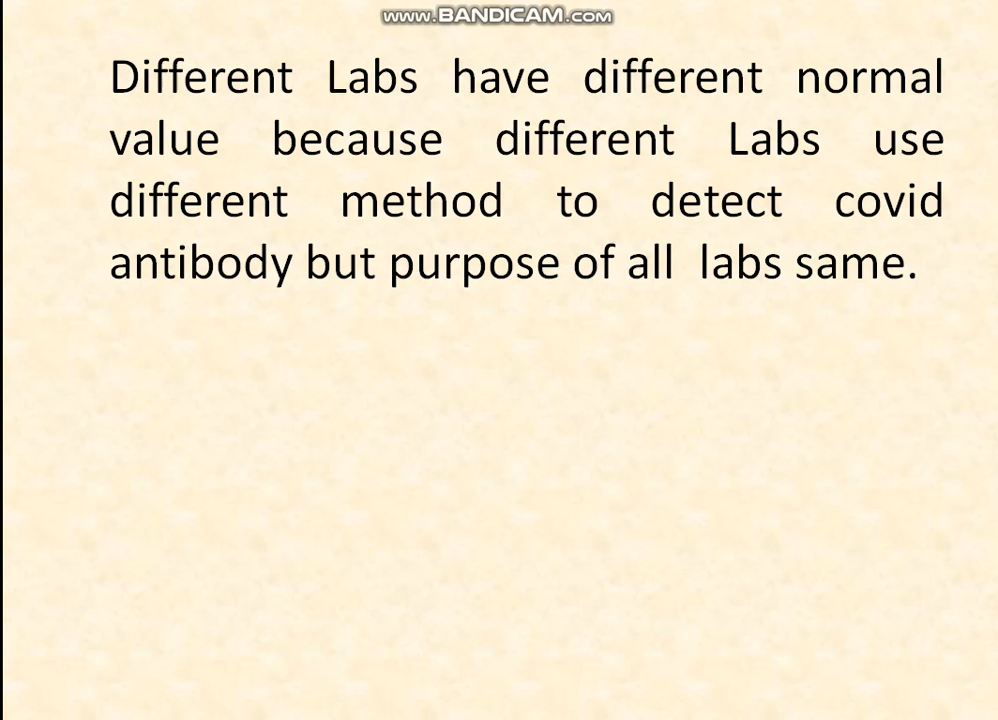 www.BANDICAM.com
Different Labs have different normal
value because different Labs use
different method to detect covid
antibody but purpose of all labs same.